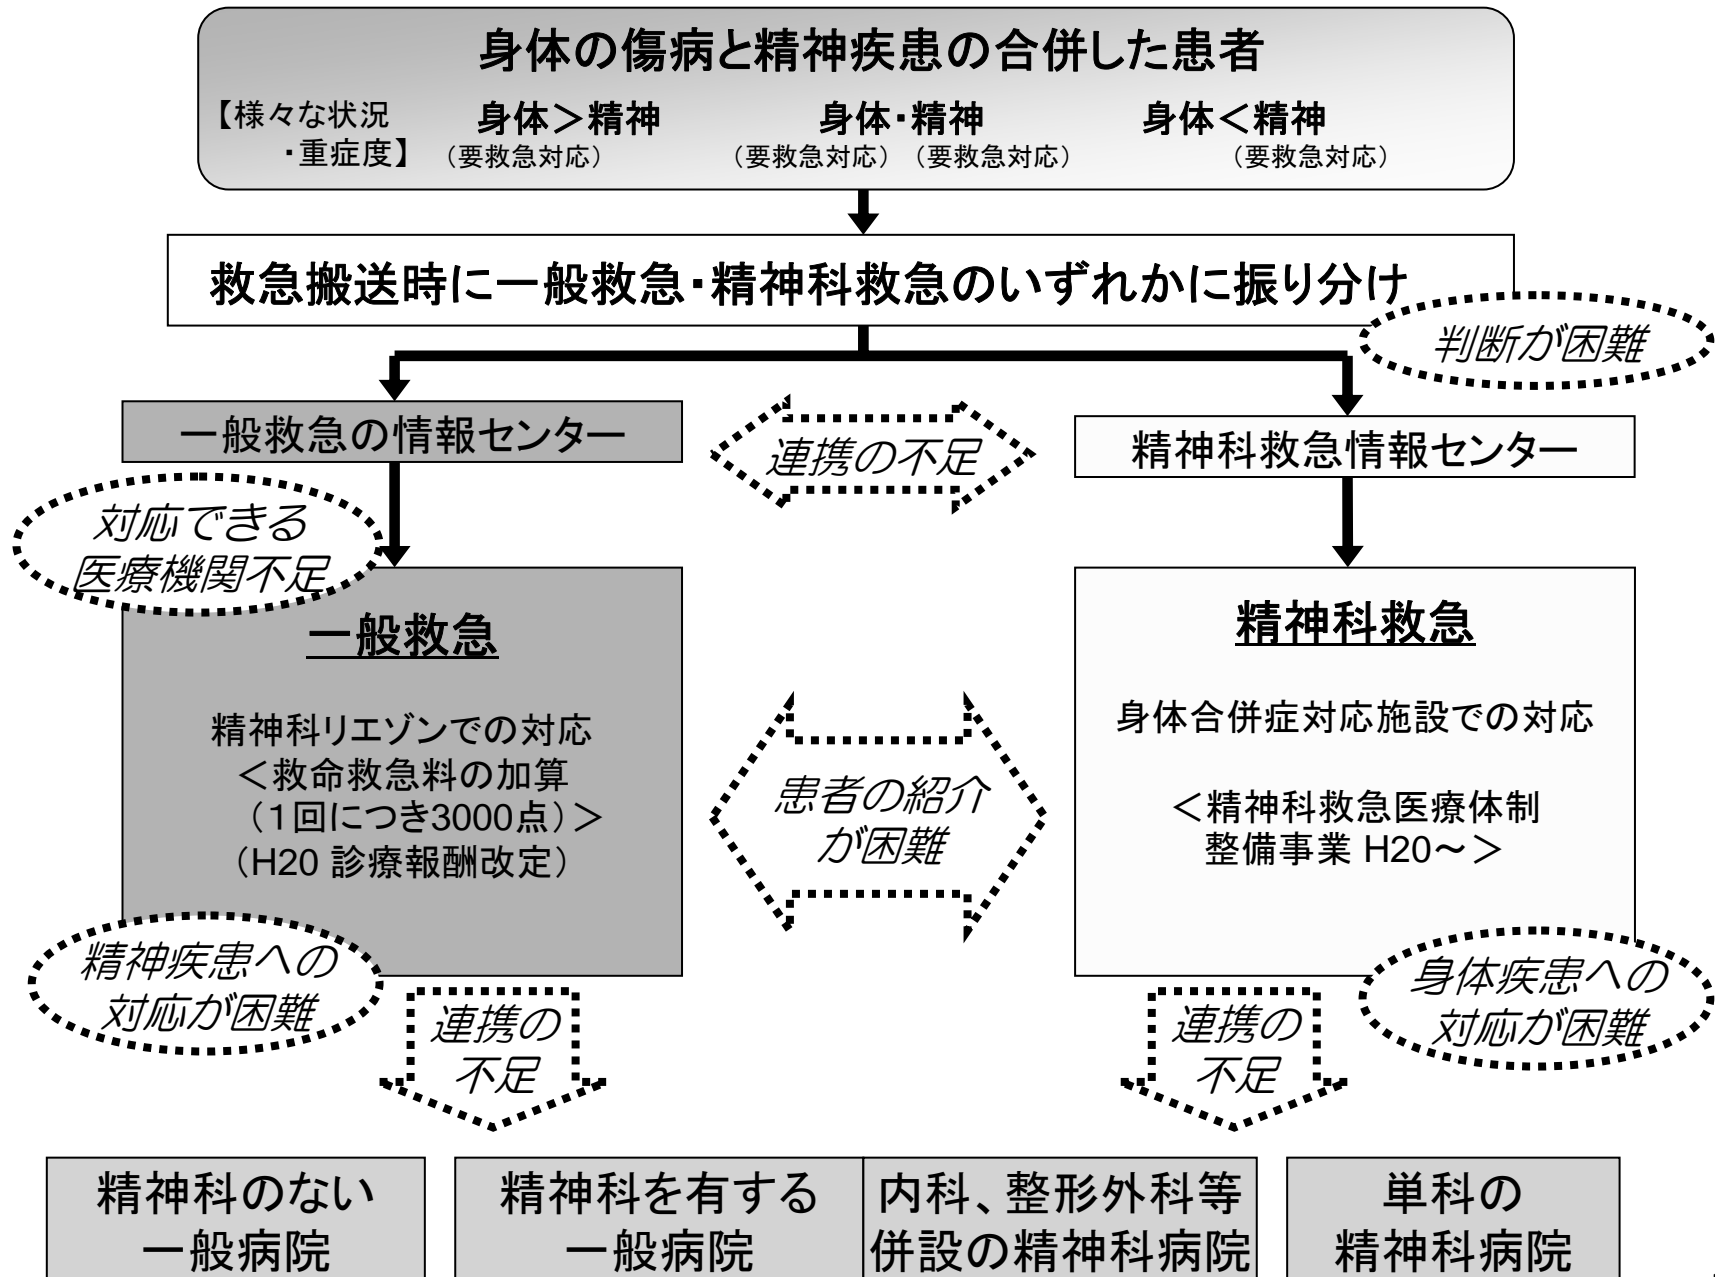 身体の傷病と精神疾患の合併した患者
【様々な状況
・重症度】
身体＞精神
（要救急対応）
身体・精神
（要救急対応）（要救急対応）
身体＜精神
（要救急対応）
救急搬送時に一般救急・精神科救急のいずれかに振り分け
判断が困難
一般救急の情報センター
連携の不足
精神科救急情報センター
対応できる
医療機関不足
一般救急
精神科リエゾンでの対応
＜救命救急料の加算
（１回につき3000点）＞
（H20 診療報酬改定）
患者の紹介
が困難
精神科救急
身体合併症対応施設での対応
＜精神科救急医療体制
整備事業 H20～＞
精神疾患への
対応が困難
連携の
不足
連携の
不足
身体疾患への
対応が困難
精神科のない
一般病院
精神科を有する
一般病院
内科、整形外科等
併設の精神科病院
単科の
精神科病院